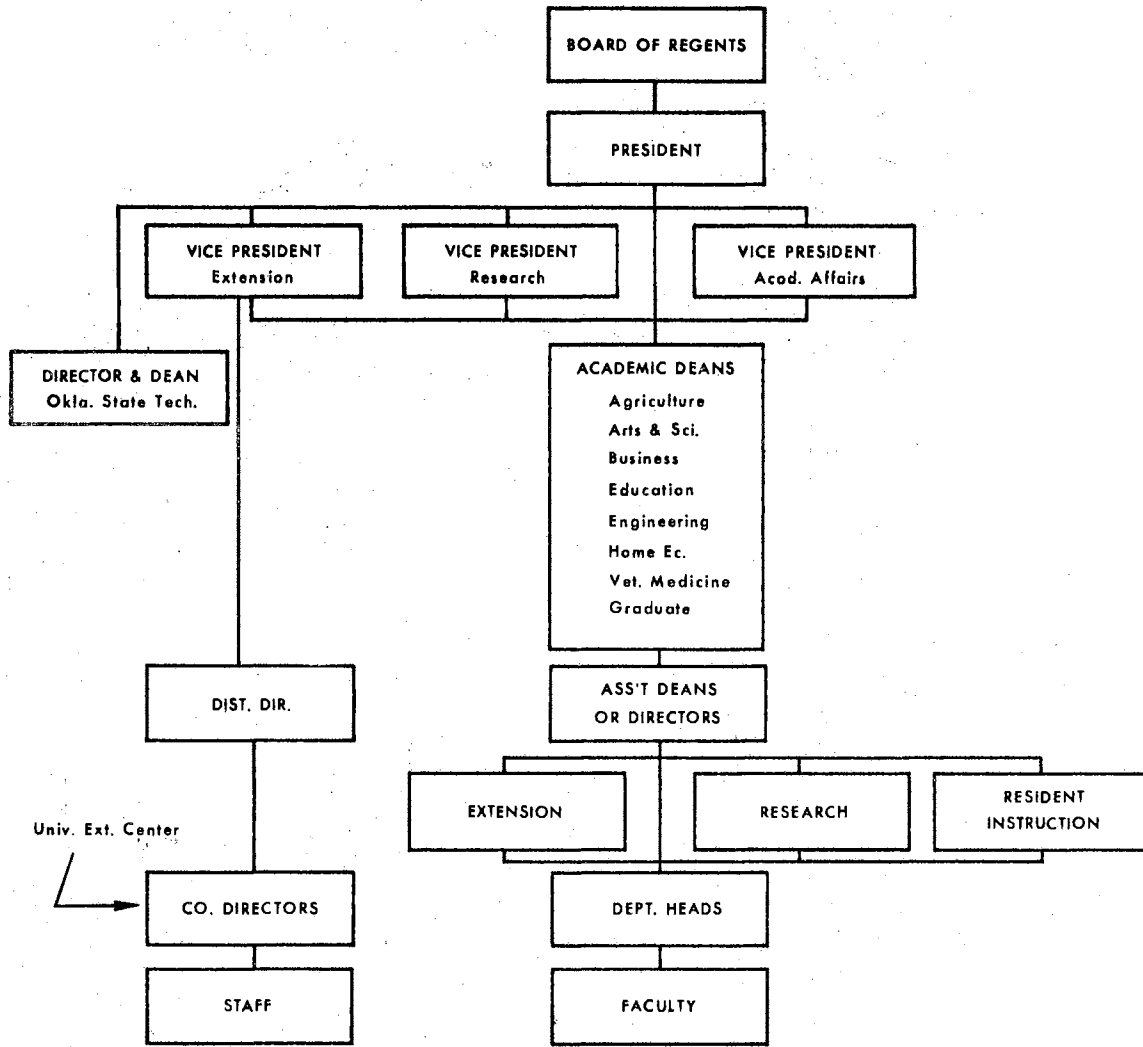 BOARD OF REGENTS
PRESIDENT
VICE PRESIDENT
Extension
VICE PRESIDENT
Research
VICE PRESIDENT
Acad. Affairs
DIRECTOR & DEAN
Okla. State Tech.
ACADEMIC DEANS
Agriculture
Arts & Sci.
Business
Education
Engineering
Home Ec.
Vet. Medicine
Graduate
DIST. DIR.
ASS'T DEANS
OR DIRECTORS
EXTENSION
RESEARCH
RESIDENT
INSTRUCTION
Univ. Ext. Center
CO. DIRECTORS
DEPT. HEADS
STAFF
FACULTY